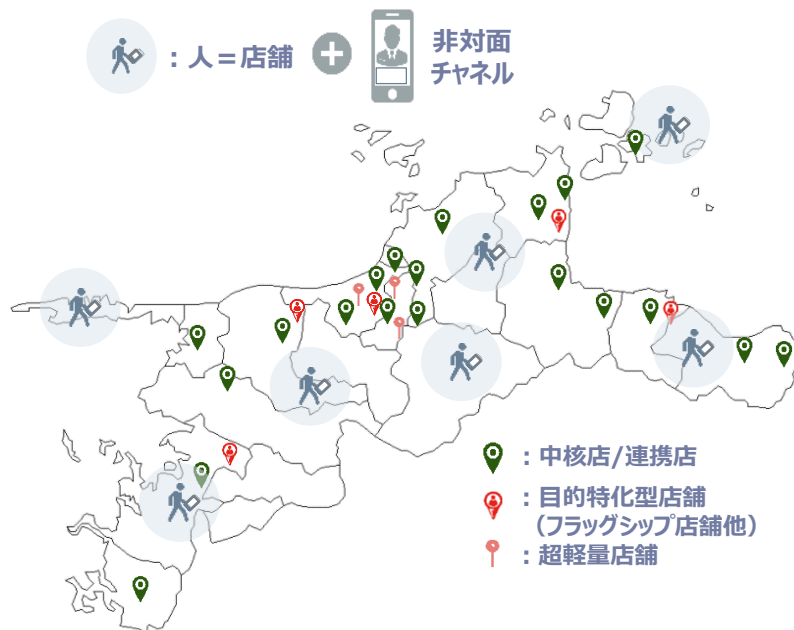 ：人＝店舗
非対面
チャネル
：中核店/連携店
：目的特化型店舗
（フラッグシップ店舗他）
：超軽量店舗